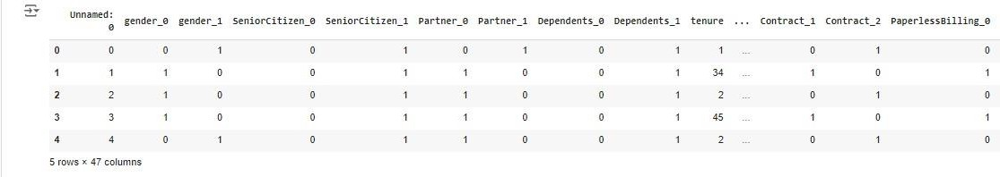 Unnamed: 0 gender_0 gender_1 SeniorCitizen_0 SeniorCitizen_1 Partner_0 Partner_1 Dependents_0 Dependents_1 tenure ... Contract_1 Contract_2 PaperlessBilling_0
0 0 0 1 0 1 0 1 0 1 1 ... 0 1 0
1 1 1 0 0 1 1 0 0 1 34 ... 1 0 1
2 2 1 0 0 1 1 0 0 1 2 ... 0 1 0
3 3 1 0 0 1 1 0 0 1 45 ... 1 0 1
4 4 0 1 0 1 1 0 0 1 2 ... 0 1 0
5 rows × 47 columns